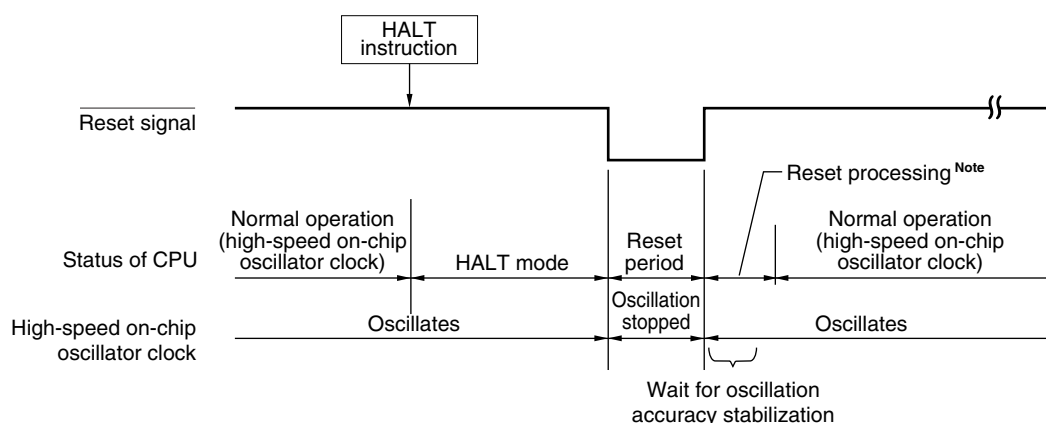 HALT
instruction
Reset signal
Reset processing Note
Normal operation
(high-speed on-chip
oscillator clock)
Status of CPU
HALT mode
Reset
period
Normal operation
(high-speed on-chip
oscillator clock)
High-speed on-chip
oscillator clock
Oscillates
Oscillation
stopped
Oscillates
Wait for oscillation
accuracy stabilization